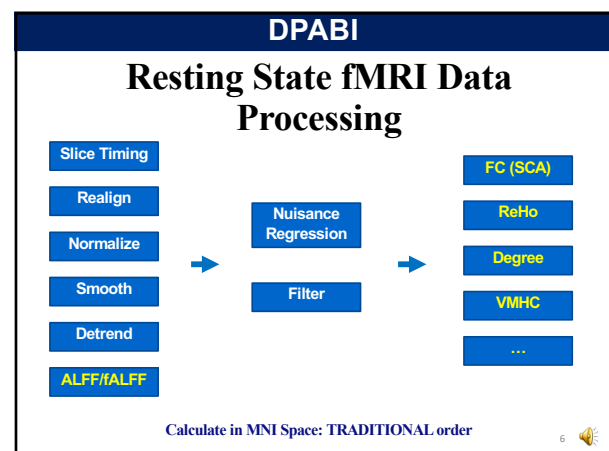 DPABI
Resting State fMRI Data
Processing
Slice Timing
Realign
Normalize
Smooth
Detrend
ALFF/fALFF
Nuisance
Regression
Filter
FC (SCA)
ReHo
Degree
VMHC
...
Calculate in MNI Space: TRADITIONAL order
6